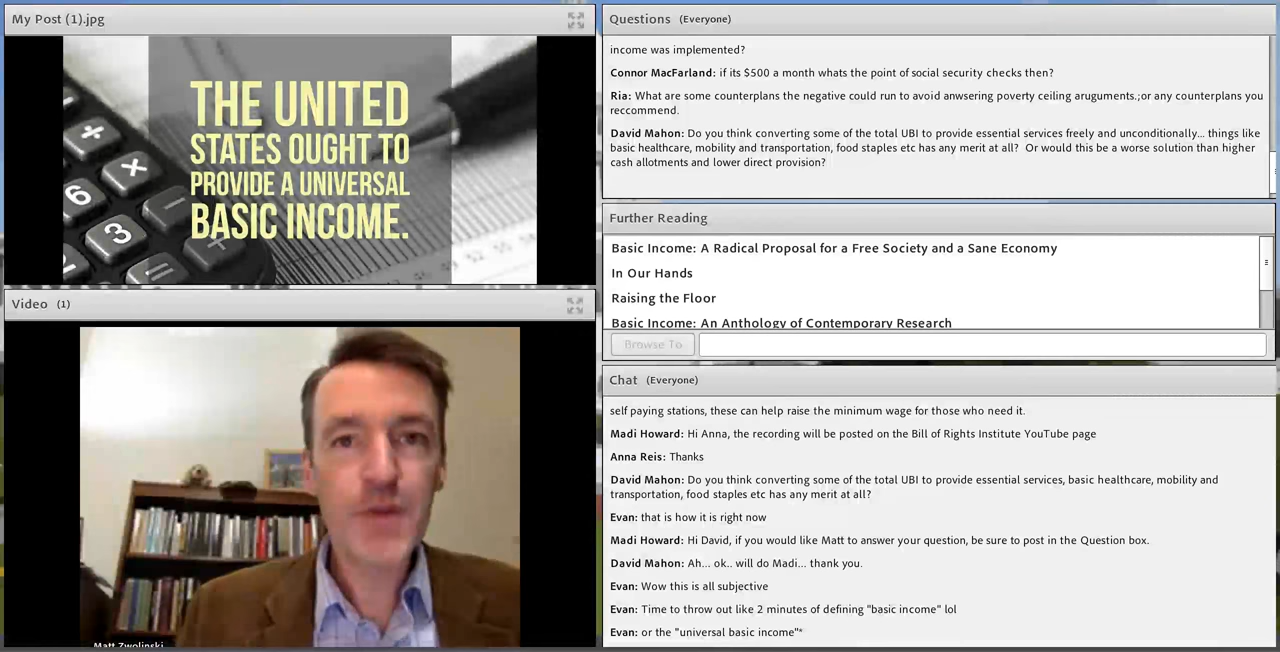 My Post (1).jpg
THE UNITED
STATES OUGHT TO
PROVIDE A UNIVERSAL
BASIC INCOME.
Video (1)
Matt Zwolinski
Questions (Everyone)
income was implemented?
Connor MacFarland: if its $500 a month whats the point of social security checks then?
Ria: What are some counterplans the negative could run to avoid anwsering poverty ceiling aruguments.;or any counterplans you
reccommend.
David Mahon: Do you think converting some of the total UBI to provide essential services freely and unconditionally... things like
basic healthcare, mobility and transportation, food staples etc has any merit at all? Or would this be a worse solution than higher
cash allotments and lower direct provision?
Further Reading
Basic Income: A Radical Proposal for a Free Society and a Sane Economy
In Our Hands
Raising the Floor
Basic Income: An Anthology of Contemporary Research
Browse To
Chat (Everyone)
self paying stations, these can help raise the minimum wage for those who need it.
Madi Howard: Hi Anna, the recording will be posted on the Bill of Rights Institute YouTube page
Anna Reis: Thanks
David Mahon: Do you think converting some of the total UBI to provide essential services, basic healthcare, mobility and
transportation, food staples etc has any merit at all?
Evan: that is how it is right now
Madi Howard: Hi David, if you would like Matt to answer your question, be sure to post in the Question box.
David Mahon: Ah... ok.. will do Madi... thank you.
Evan: Wow this is all subjective
Evan: Time to throw out like 2 minutes of defining "basic income" lol
Evan: or the "universal basic income"*